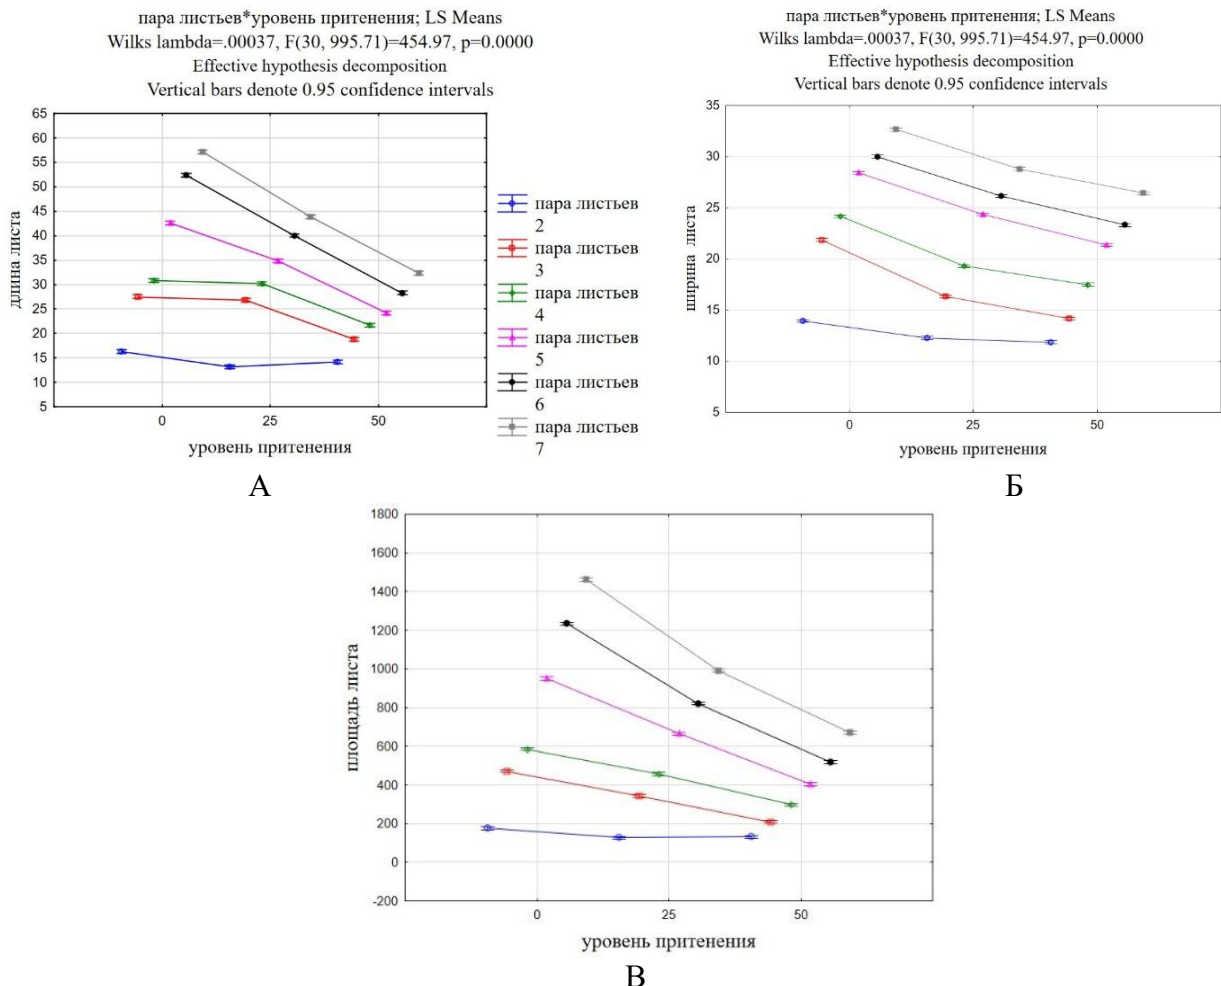 пара листьев*уровень притенения; LS Means
Wilks lambda=.00037, F(30, 995.71)=454.97, p=0.0000
Effective hypothesis decomposition
Vertical bars denote 0.95 confidence intervals
65
60
55
50
45
40
35
30
25
20
15
10
5
длина листа
0 25 50
уровень притенения
пара листьев
2
пара листьев
3
пара листьев
4
пара листьев
5
пара листьев
6
пара листьев
7
А
пара листьев*уровень притенения; LS Means
Wilks lambda=.00037, F(30, 995.71)=454.97, p=0.0000
Effective hypothesis decomposition
Vertical bars denote 0.95 confidence intervals
35
30
25
20
15
10
5
ширина листа
0 25 50
уровень притенения
Б
1800
1600
1400
1200
1000
800
600
400
200
0
-200
площадь листа
0 25 50
уровень притенения
В